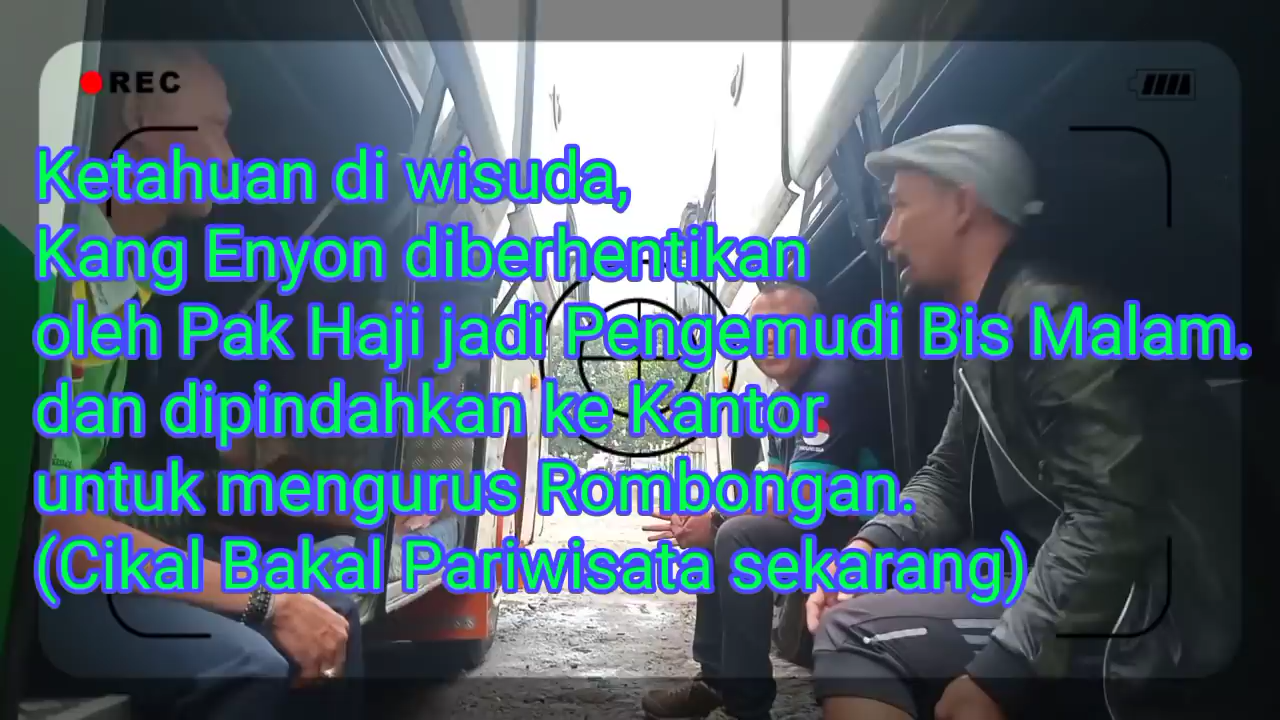 REC
Ketahuan di wisuda,
Kang Enyon diberhentikan
oleh Pak Haji jadi Pengemudi Bis Malam.
dan dipindahkan ke Kantor
untuk mengurus Rombongan.
(Cikal Bakal Pariwisata sekarang)